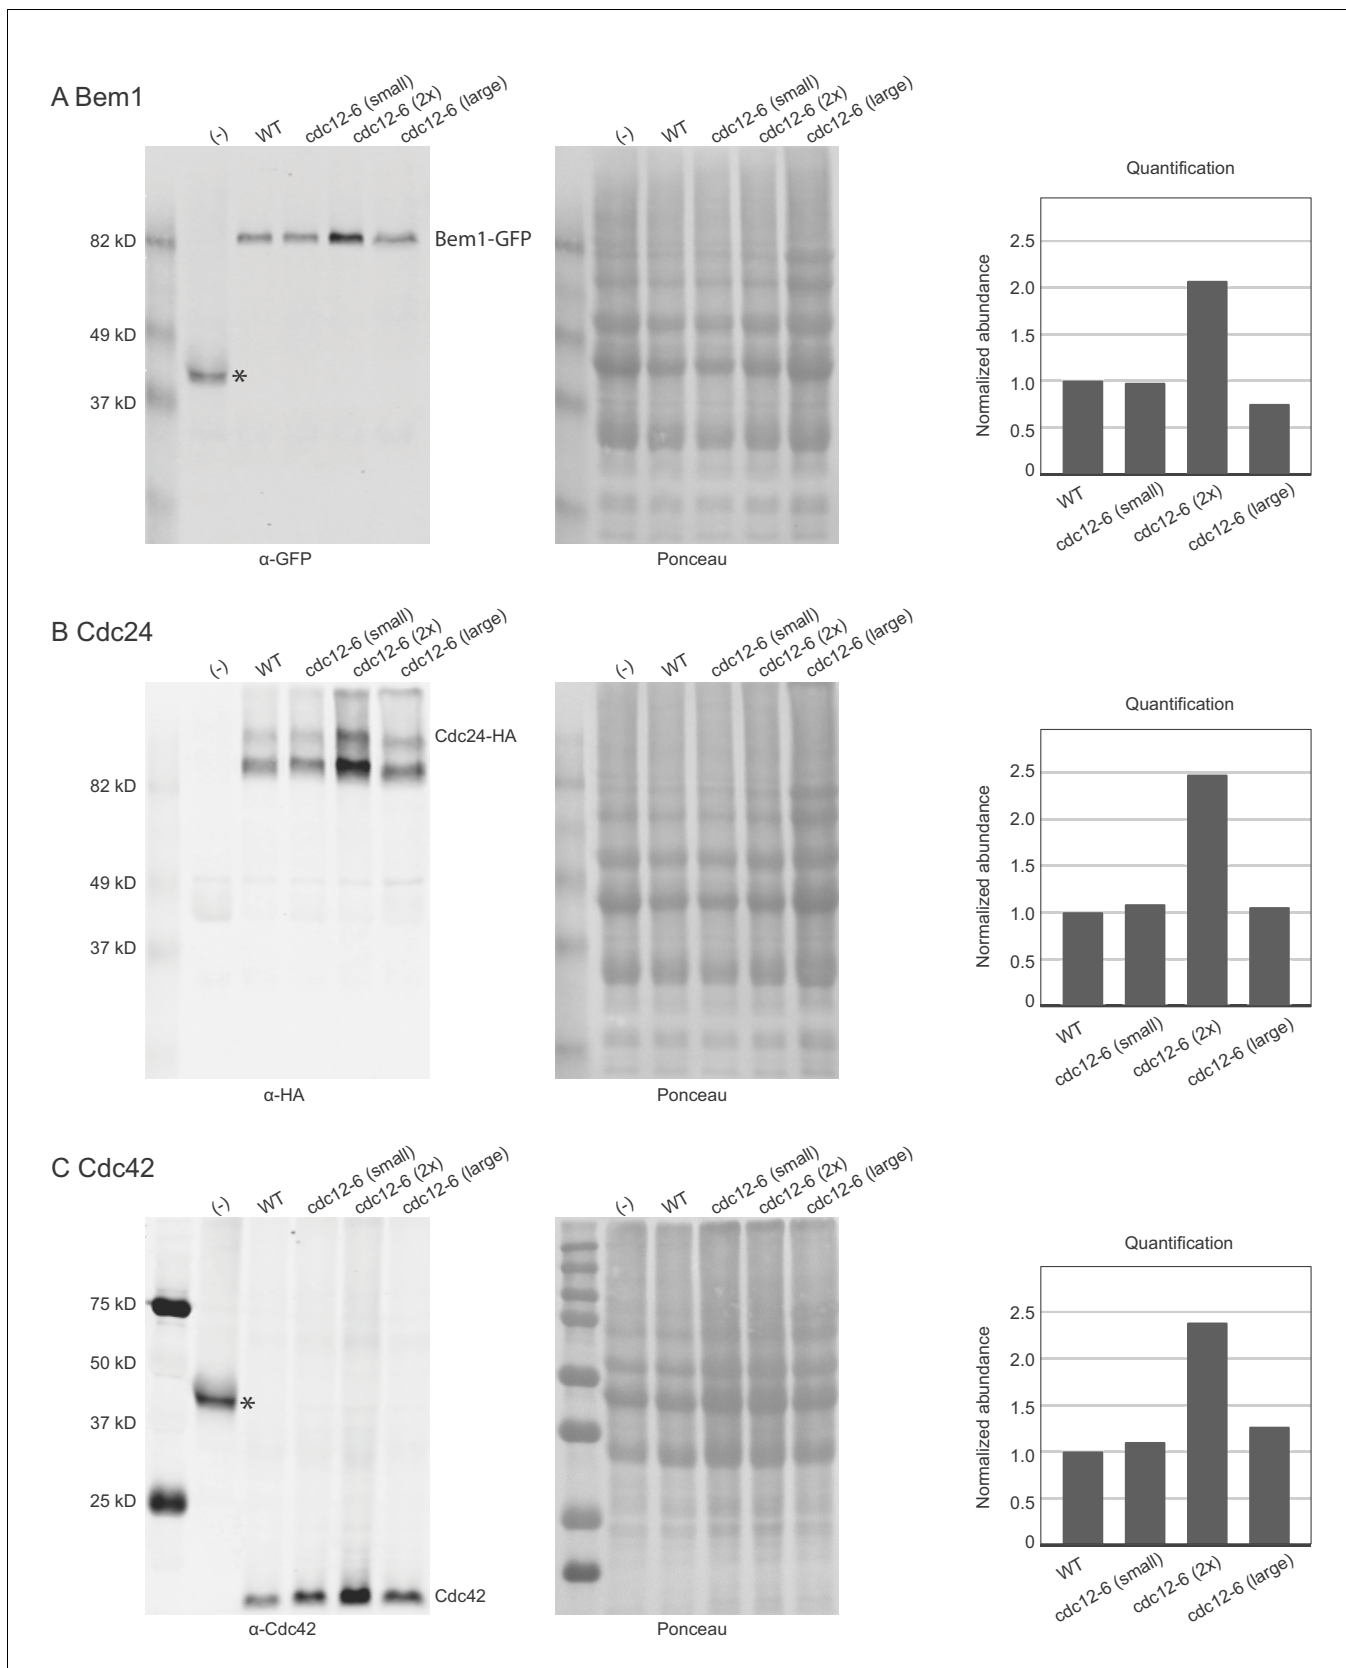 A Bem1
(-) WT cdc12-6 (small) cdc12-6 (2x) cdc12-6 (large)
82 kD
49 kD
37 kD
*
Bem1-GFP
α-GFP
(-) WT cdc12-6 (small) cdc12-6 (2x) cdc12-6 (large)
Ponceau
Quantification
Normalized abundance
2.5
2.0
1.5
1.0
0.5
0
WT cdc12-6 (small) cdc12-6 (2x) cdc12-6 (large)
B Cdc24
(-) WT cdc12-6 (small) cdc12-6 (2x) cdc12-6 (large)
82 kD
49 kD
37 kD
Cdc24-HA
α-HA
(-) WT cdc12-6 (small) cdc12-6 (2x) cdc12-6 (large)
Ponceau
Quantification
Normalized abundance
2.5
2.0
1.5
1.0
0.5
0
WT cdc12-6 (small) cdc12-6 (2x) cdc12-6 (large)
C Cdc42
(-) WT cdc12-6 (small) cdc12-6 (2x) cdc12-6 (large)
75 kD
50 kD
37 kD
25 kD
*
Cdc42
α-Cdc42
(-) WT cdc12-6 (small) cdc12-6 (2x) cdc12-6 (large)
Ponceau
Quantification
Normalized abundance
2.5
2.0
1.5
1.0
0.5
0
WT cdc12-6 (small) cdc12-6 (2x) cdc12-6 (large)